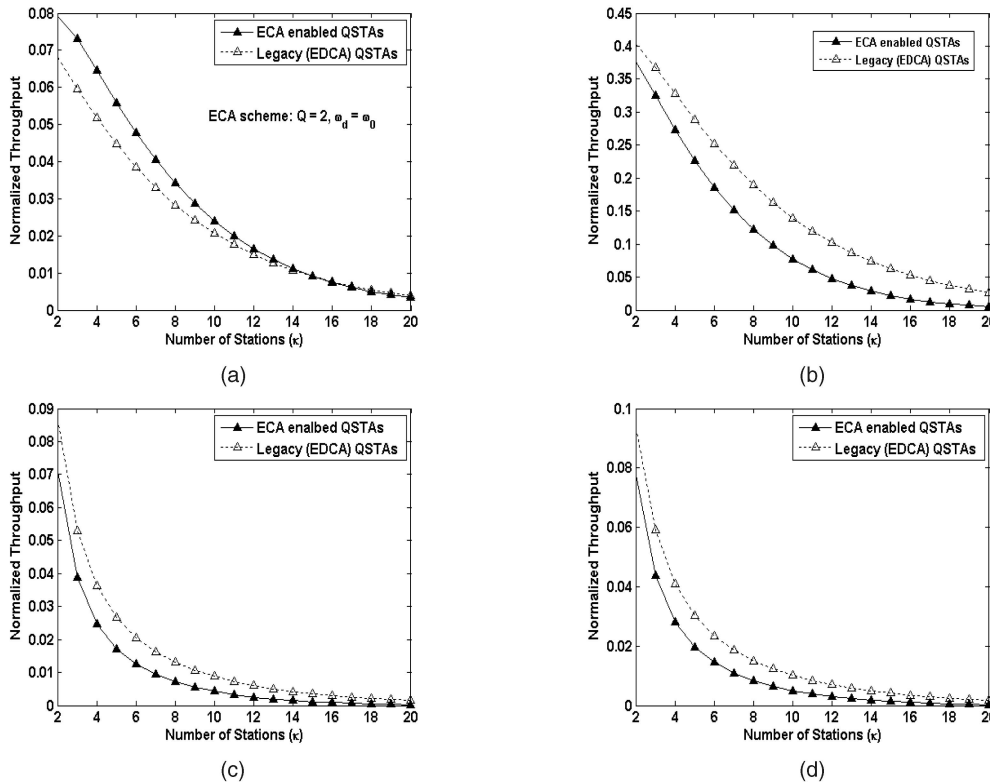 0.08
0.07
0.06
0.05
0.04
0.03
0.02
0.01
0
Normalized Throughput
ECA enabled QSTAs
Legacy (EDCA) QSTAs
ECA scheme: Q = 2, ϖd = ϖ0
2 4 6 8 10 12 14 16 18 20
Number of Stations (κ)
(a)
0.45
0.4
0.35
0.3
0.25
0.2
0.15
0.1
0.05
0
Normalized Throughput
ECA enabled QSTAs
Legacy (EDCA) QSTAs
2 4 6 8 10 12 14 16 18 20
Number of Stations (κ)
(b)
0.09
0.08
0.07
0.06
0.05
0.04
0.03
0.02
0.01
0
Normalized Throughput
ECA enalbed QSTAs
Legacy (EDCA) QSTAs
2 4 6 8 10 12 14 16 18 20
Number of Stations (κ)
(c)
0.1
0.08
0.06
0.04
0.02
0
Normalized Throughput
ECA enabled QSTAs
Legacy (EDCA) QSTAs
2 4 6 8 10 12 14 16 18 20
Number of Stations (κ)
(d)